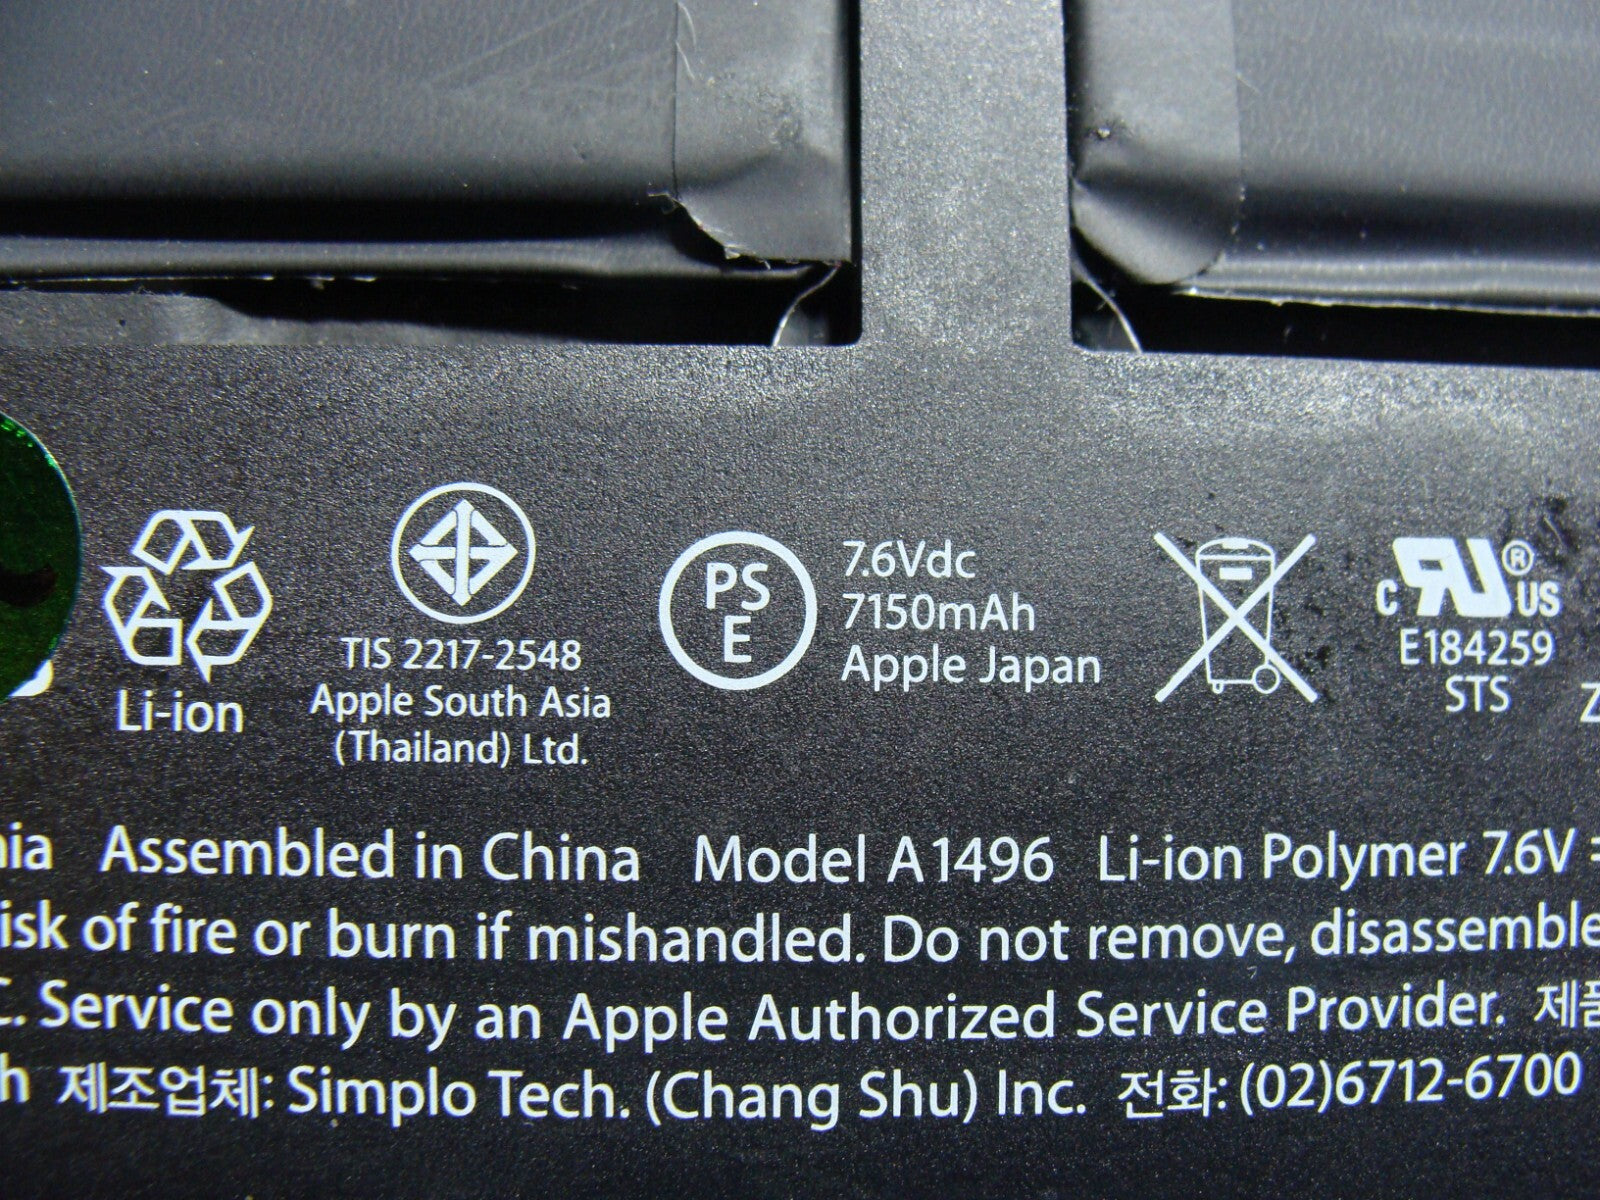 Li-ion
TIS 2217-2548
Apple South Asia
(Thailand) Ltd.
PS
E
7.6Vdc
7150mAh
Apple Japan
c RU ® US
E184259
STS
Assembled in China Model A1496 Li-ion Polymer 7.6V
of fire or burn if mishandled. Do not remove, disassemble
Service only by an Apple Authorized Service Provider.
제조업체: Simplo Tech. (Chang Shu) Inc. 전화: (02)6712-6700